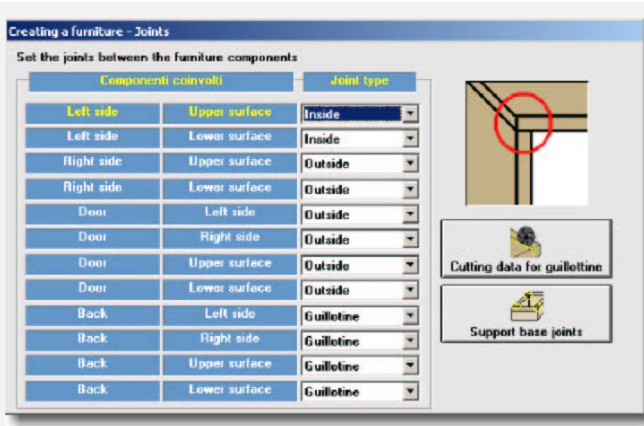 Creating a furniture - Joints
Set the joints between the furniture components
Componenti coinvolti Joint type
Left side Upper surface Inside
Left side Lower surface Inside
Right side Upper surface Outside
Right side Lower surface Outside
Door Left side Outside
Door Right side Outside
Door Upper surface Outside
Door Lower surface Outside
Back Left side Guillotine
Back Right side Guillotine
Back Upper surface Guillotine
Back Lower surface Guillotine
Cutting data for guillottine
Support base joints